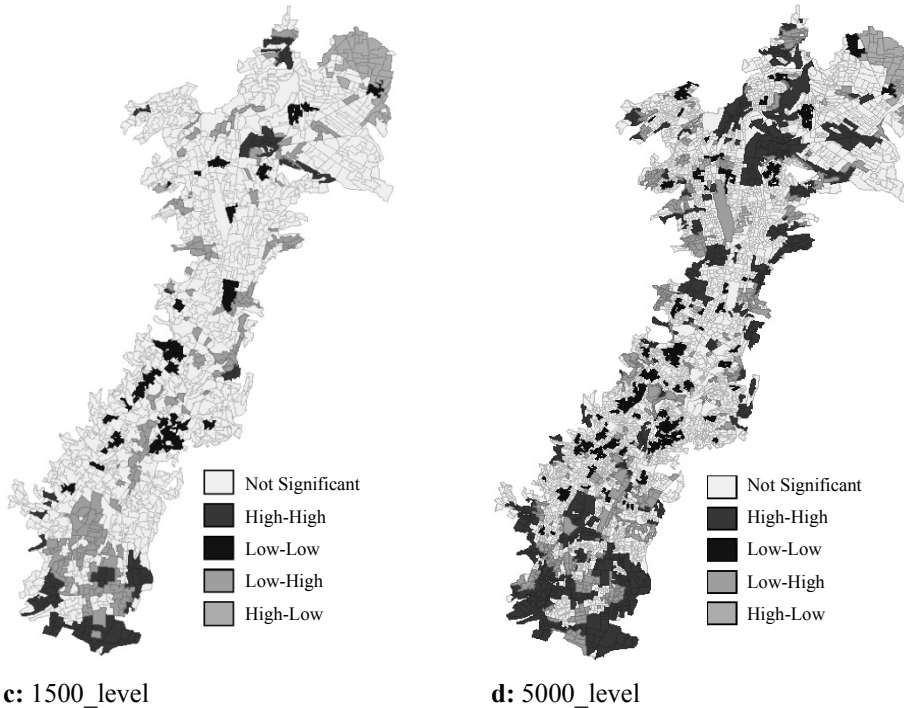 Not Significant
High-High
Low-Low
Low-High
High-Low
Not Significant
High-High
Low-Low
Low-High
High-Low
c: 1500_level
d: 5000_level